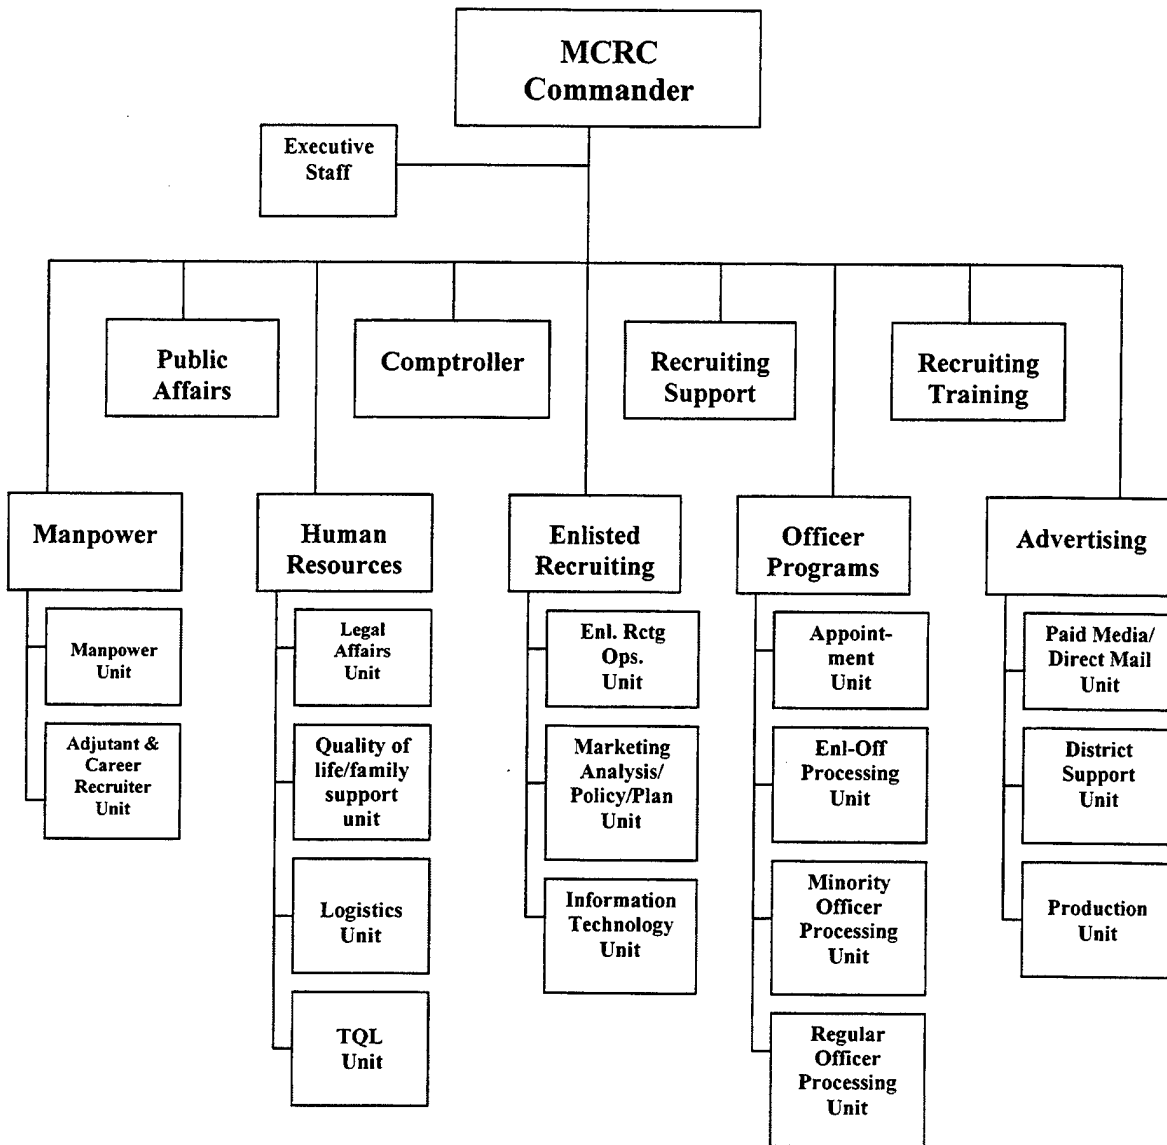 MCRC
Commander
Executive
Staff
Public
Affairs
Comptroller
Recruiting
Support
Recruiting
Training
Manpower
Human
Resources
Enlisted
Recruiting
Officer
Programs
Advertising
Manpower
Unit
Adjutant &
Career
Recruiter
Unit
Legal
Affairs
Unit
Quality of
life/family
support
unit
Logistics
Unit
TQL
Unit
Enl. Rctg
Ops.
Unit
Marketing
Analysis/
Policy/Plan
Unit
Information
Technology
Unit
Appoint-
ment
Unit
Enl-Off
Processing
Unit
Minority
Officer
Processing
Unit
Regular
Officer
Processing
Unit
Paid Media/
Direct Mail
Unit
District
Support
Unit
Production
Unit